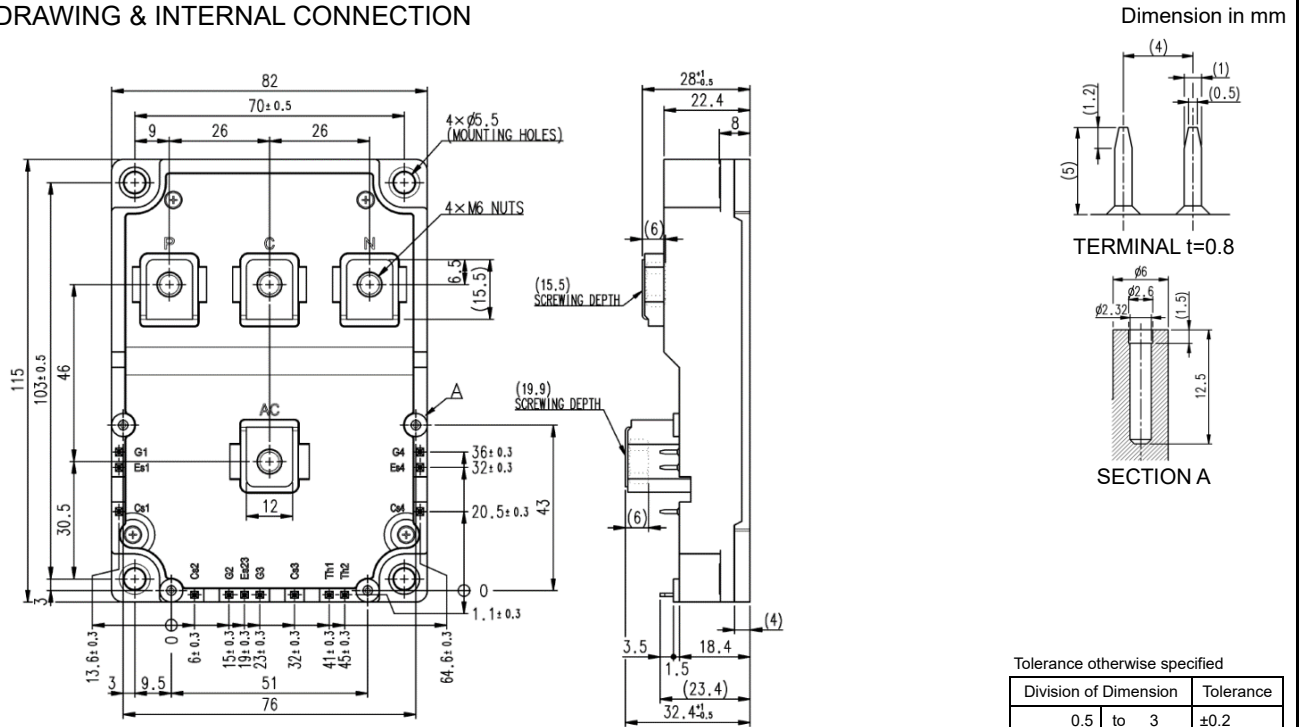 DRAWING & INTERNAL CONNECTION
Dimension in mm
82
70±0.5
9 26 26
4×ø5.5
(MOUNTING HOLES)
4×M6 NUTS
P C N
6.5
(15.5)
115
103±0.5
46
30.5
3
AC
A
12
G1
Es1
Cs1
G4
Es4
Cs4
36±0.3
32±0.3
20.5±0.3
43
0
1.1±0.3
Cs2 G2 Es23 G3 Cs3 Th1 Th2
13.6±0.3
0
6±0.3
15±0.3
19±0.3
23±0.3
32±0.3
41±0.3
45±0.3
64.6±0.3
3 9.5 51
76
28+1-0.5
22.4
8
(6)
(15.5)
SCREWING DEPTH
(19.9)
SCREWING DEPTH
(6)
(4)
3.5 18.4
1.5
(23.4)
32.4+1-0.5
(4)
(1)
(0.5)
(1.2)
(5)
TERMINAL t=0.8
ø6
ø2.6
ø2.32
(1.5)
12.5
SECTION A
Tolerance otherwise specified
Division of Dimension Tolerance
0.5 to 3 ±0.2